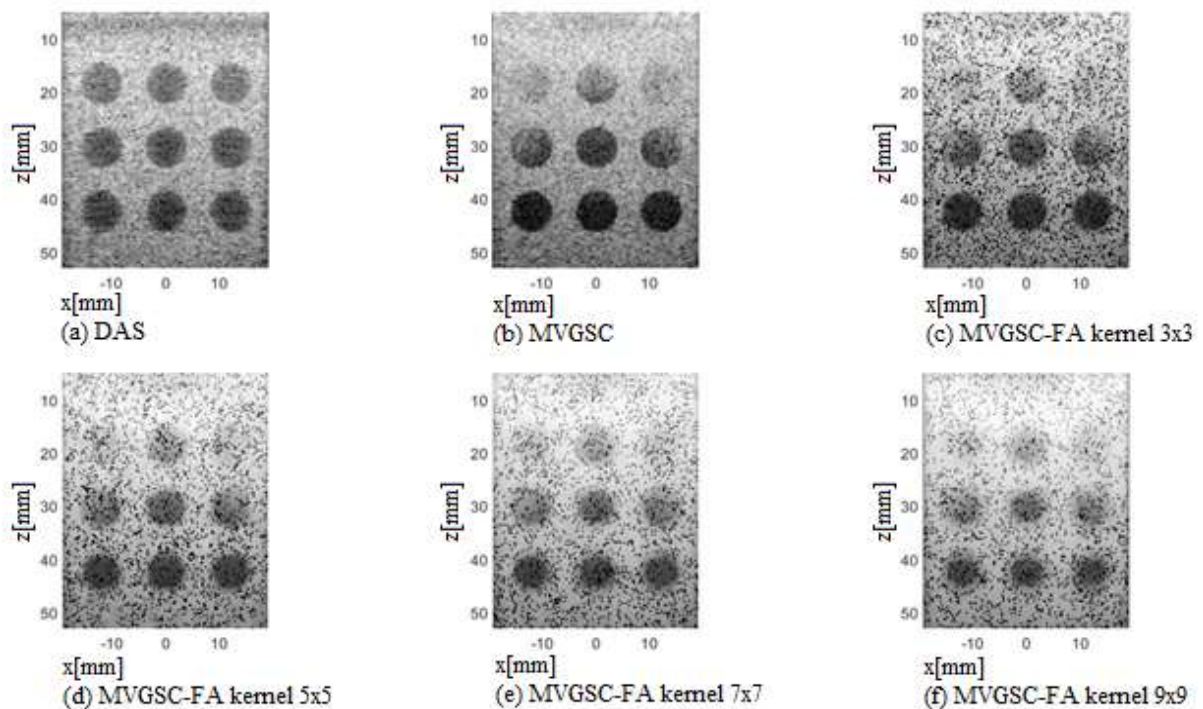 10
20
30
40
50
z[mm]
-10 0 10
x[mm]
(a) DAS
10
20
30
40
50
z[mm]
-10 0 10
x[mm]
(b) MVGSC
10
20
30
40
50
z[mm]
-10 0 10
x[mm]
(c) MVGSC-FA kernel 3x3
10
20
30
40
50
z[mm]
-10 0 10
x[mm]
(d) MVGSC-FA kernel 5x5
10
20
30
40
50
z[mm]
-10 0 10
x[mm]
(e) MVGSC-FA kernel 7x7
10
20
30
40
50
z[mm]
-10 0 10
x[mm]
(f) MVGSC-FA kernel 9x9